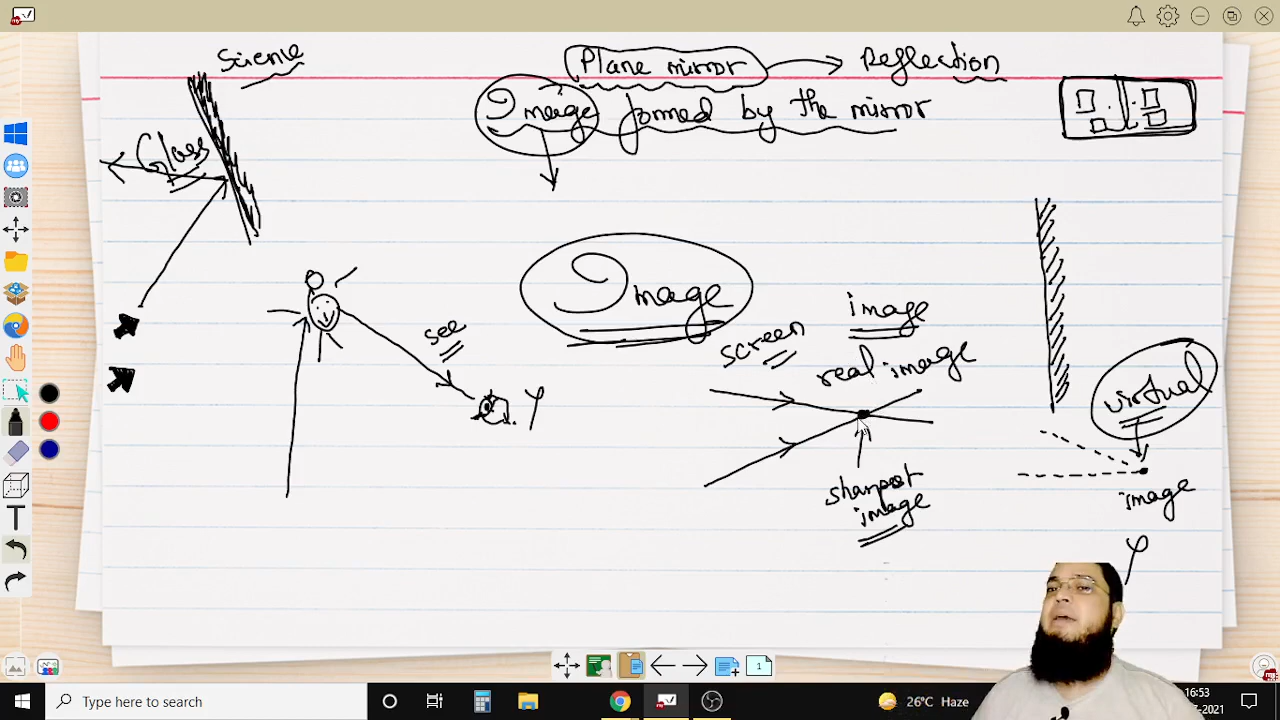 Science
Plane mirror → Reflection
Image formed by the mirror
Glass
Image
see
screen
image
real image
virtual
sharpest
image
image
T
1
Type here to search
26°C Haze
16:53